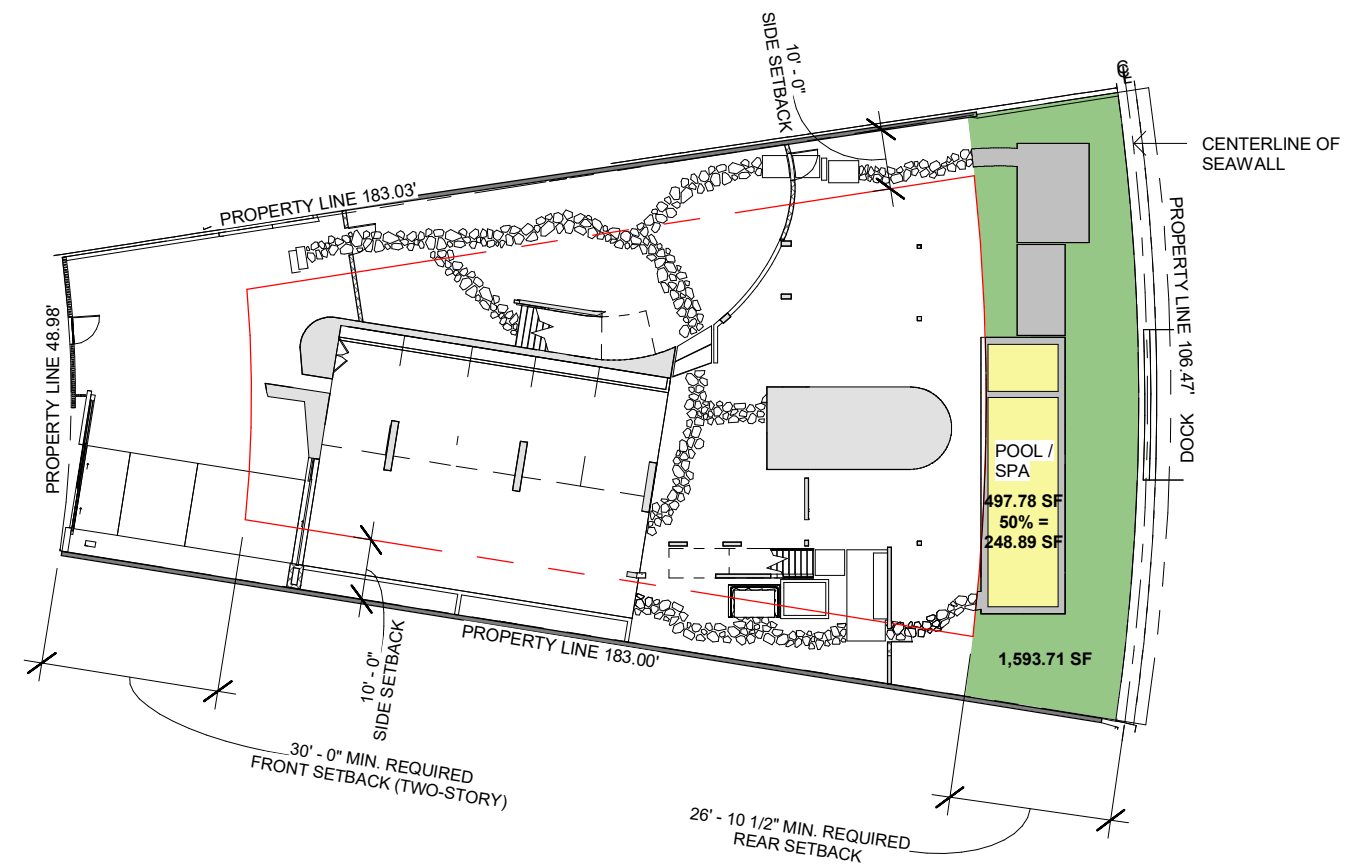 10' - 0"
SIDE SETBACK
℄
CENTERLINE OF
SEAWALL
PROPERTY LINE 183.03'
PROPERTY LINE 106.47'
DOCK
PROPERTY LINE 48.98'
POOL /
SPA
497.78 SF
50% =
248.89 SF
1,593.71 SF
PROPERTY LINE 183.00'
10' - 0"
SIDE SETBACK
30' - 0" MIN. REQUIRED
FRONT SETBACK (TWO-STORY)
26' - 10 1/2" MIN. REQUIRED
REAR SETBACK